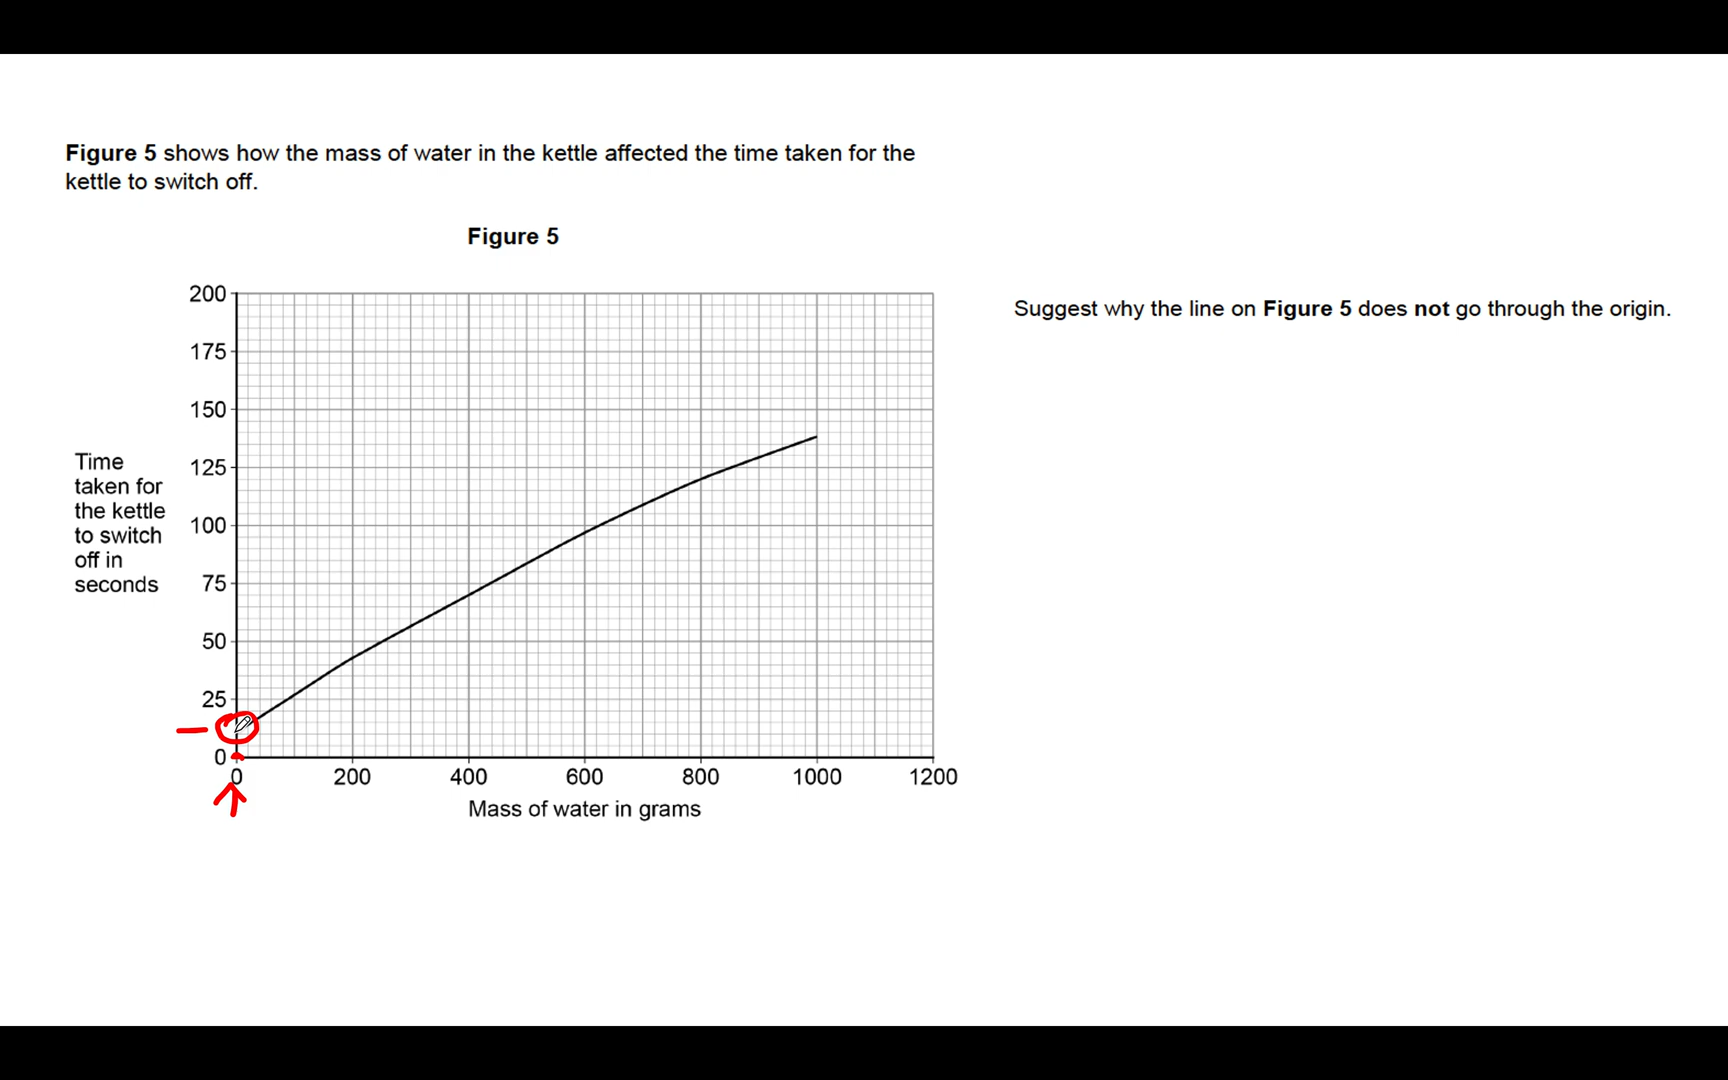 Figure 5 shows how the mass of water in the kettle affected the time taken for the
kettle to switch off.
Figure 5
Suggest why the line on Figure 5 does not go through the origin.
200
175
150
125
100
75
50
25
0
Time
taken for
the kettle
to switch
off in
seconds
0 200 400 600 800 1000 1200
Mass of water in grams